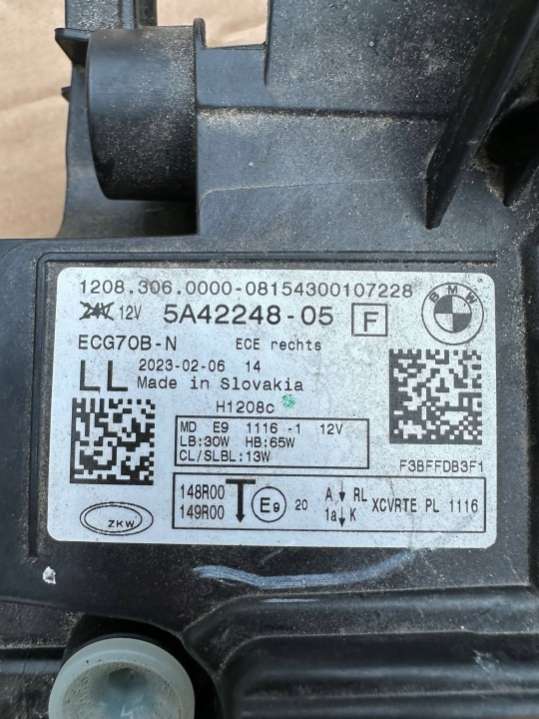 1208.306.0000-08154300107228
24V 12V 5A42248-05 F
BMW
ECG70B-N ECE rechts
LL 2023-02-06 14
Made in Slovakia
H1208c
MD E9 1116 -1 12V
LB:30W HB:65W
CL/SLBL:13W
F3BFFDB3F1
148R00
149R00
E9 20
A RL
1a K
XCVRTE PL 1116
ZKW